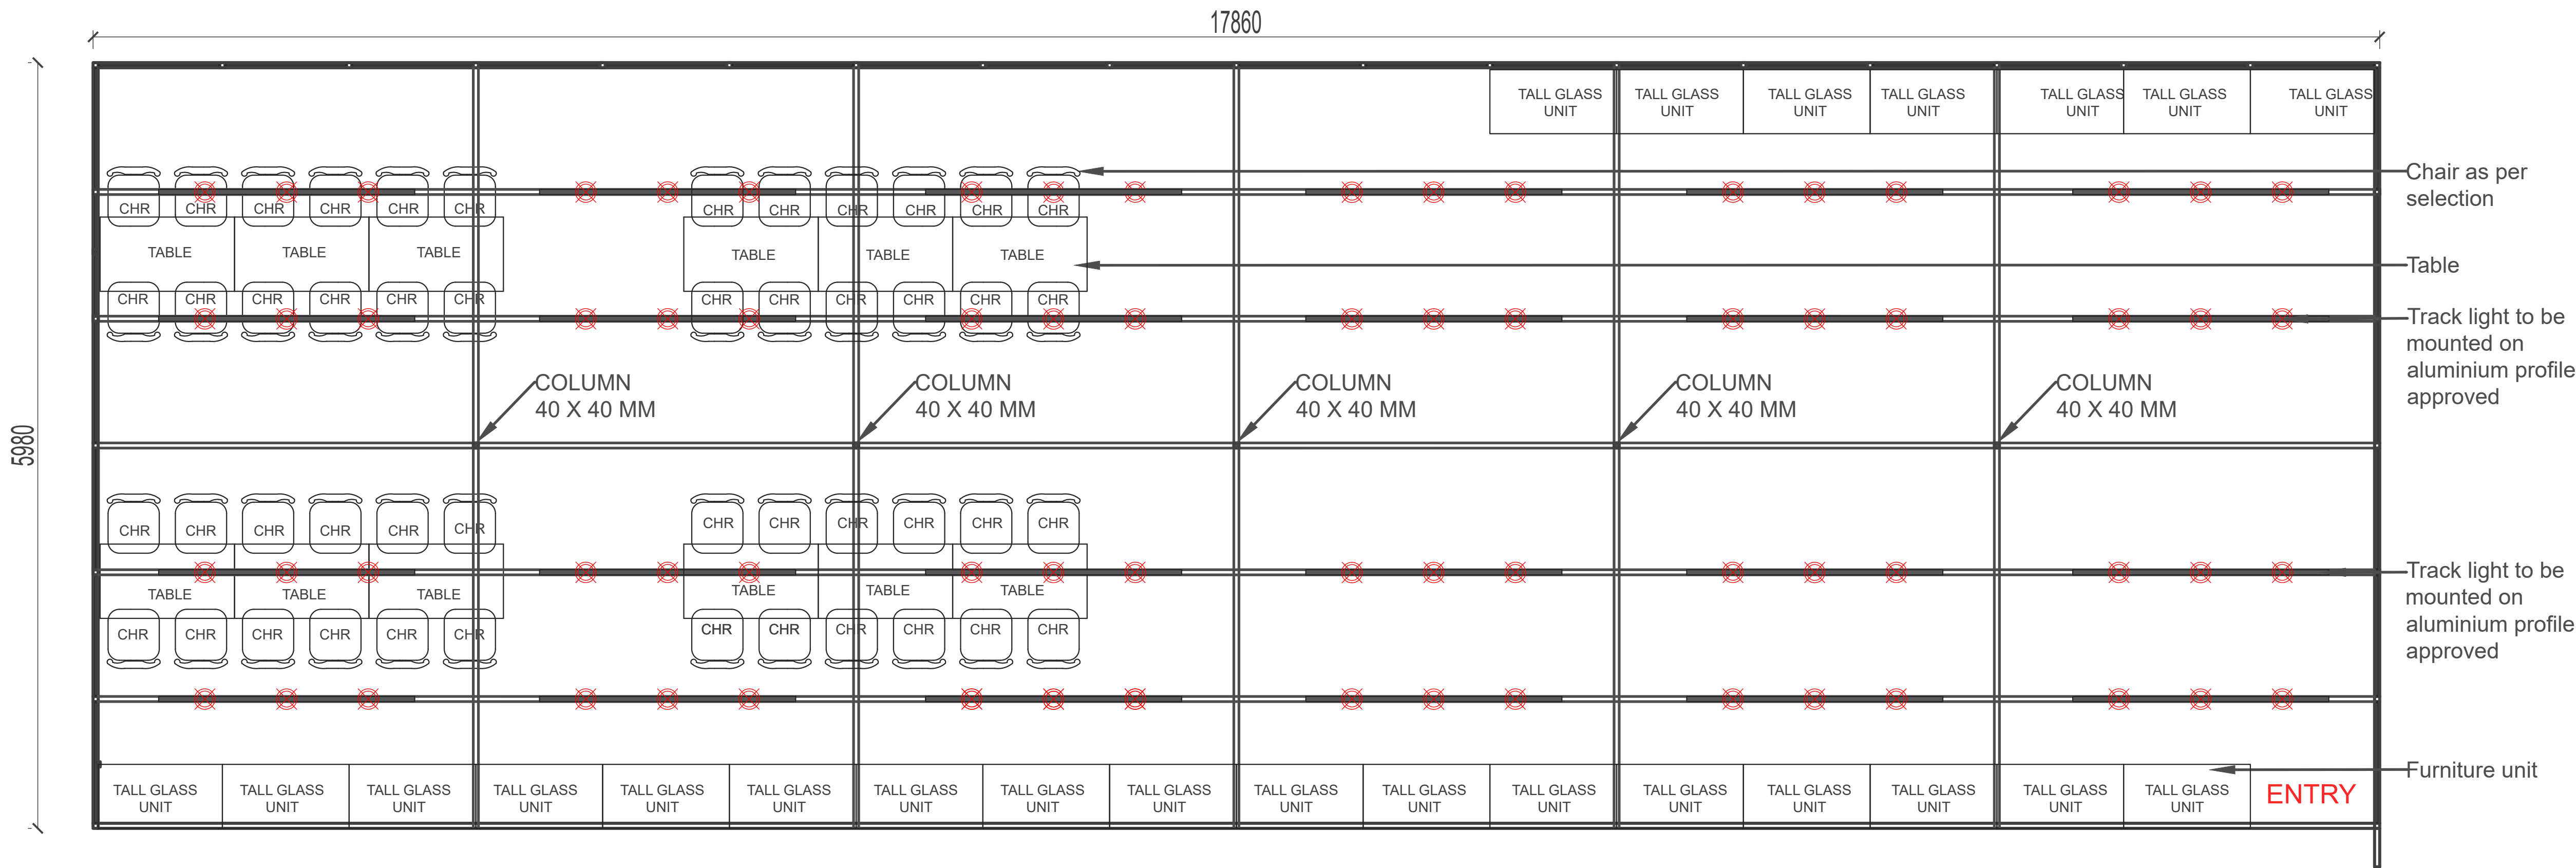 17860
5980
TALL GLASS
UNIT
TALL GLASS
UNIT
TALL GLASS
UNIT
TALL GLASS
UNIT
TALL GLASS
UNIT
TALL GLASS
UNIT
TALL GLASS
UNIT
Chair as per
selection
CHR
CHR
CHR
CHR
CHR
CHR
CHR
CHR
CHR
CHR
CHR
CHR
TABLE
TABLE
TABLE
TABLE
TABLE
TABLE
Table
CHR
CHR
CHR
CHR
CHR
CHR
CHR
CHR
CHR
CHR
CHR
CHR
Track light to be
mounted on
aluminium profile
approved
COLUMN
40 X 40 MM
COLUMN
40 X 40 MM
COLUMN
40 X 40 MM
COLUMN
40 X 40 MM
COLUMN
40 X 40 MM
CHR
CHR
CHR
CHR
CHR
CHR
CHR
CHR
CHR
CHR
CHR
CHR
TABLE
TABLE
TABLE
TABLE
TABLE
TABLE
Track light to be
mounted on
aluminium profile
approved
CHR
CHR
CHR
CHR
CHR
CHR
CHR
CHR
CHR
CHR
CHR
CHR
Furniture unit
TALL GLASS
UNIT
TALL GLASS
UNIT
TALL GLASS
UNIT
TALL GLASS
UNIT
TALL GLASS
UNIT
TALL GLASS
UNIT
TALL GLASS
UNIT
TALL GLASS
UNIT
TALL GLASS
UNIT
TALL GLASS
UNIT
TALL GLASS
UNIT
TALL GLASS
UNIT
TALL GLASS
UNIT
TALL GLASS
UNIT
TALL GLASS
UNIT
TALL GLASS
UNIT
TALL GLASS
UNIT
ENTRY